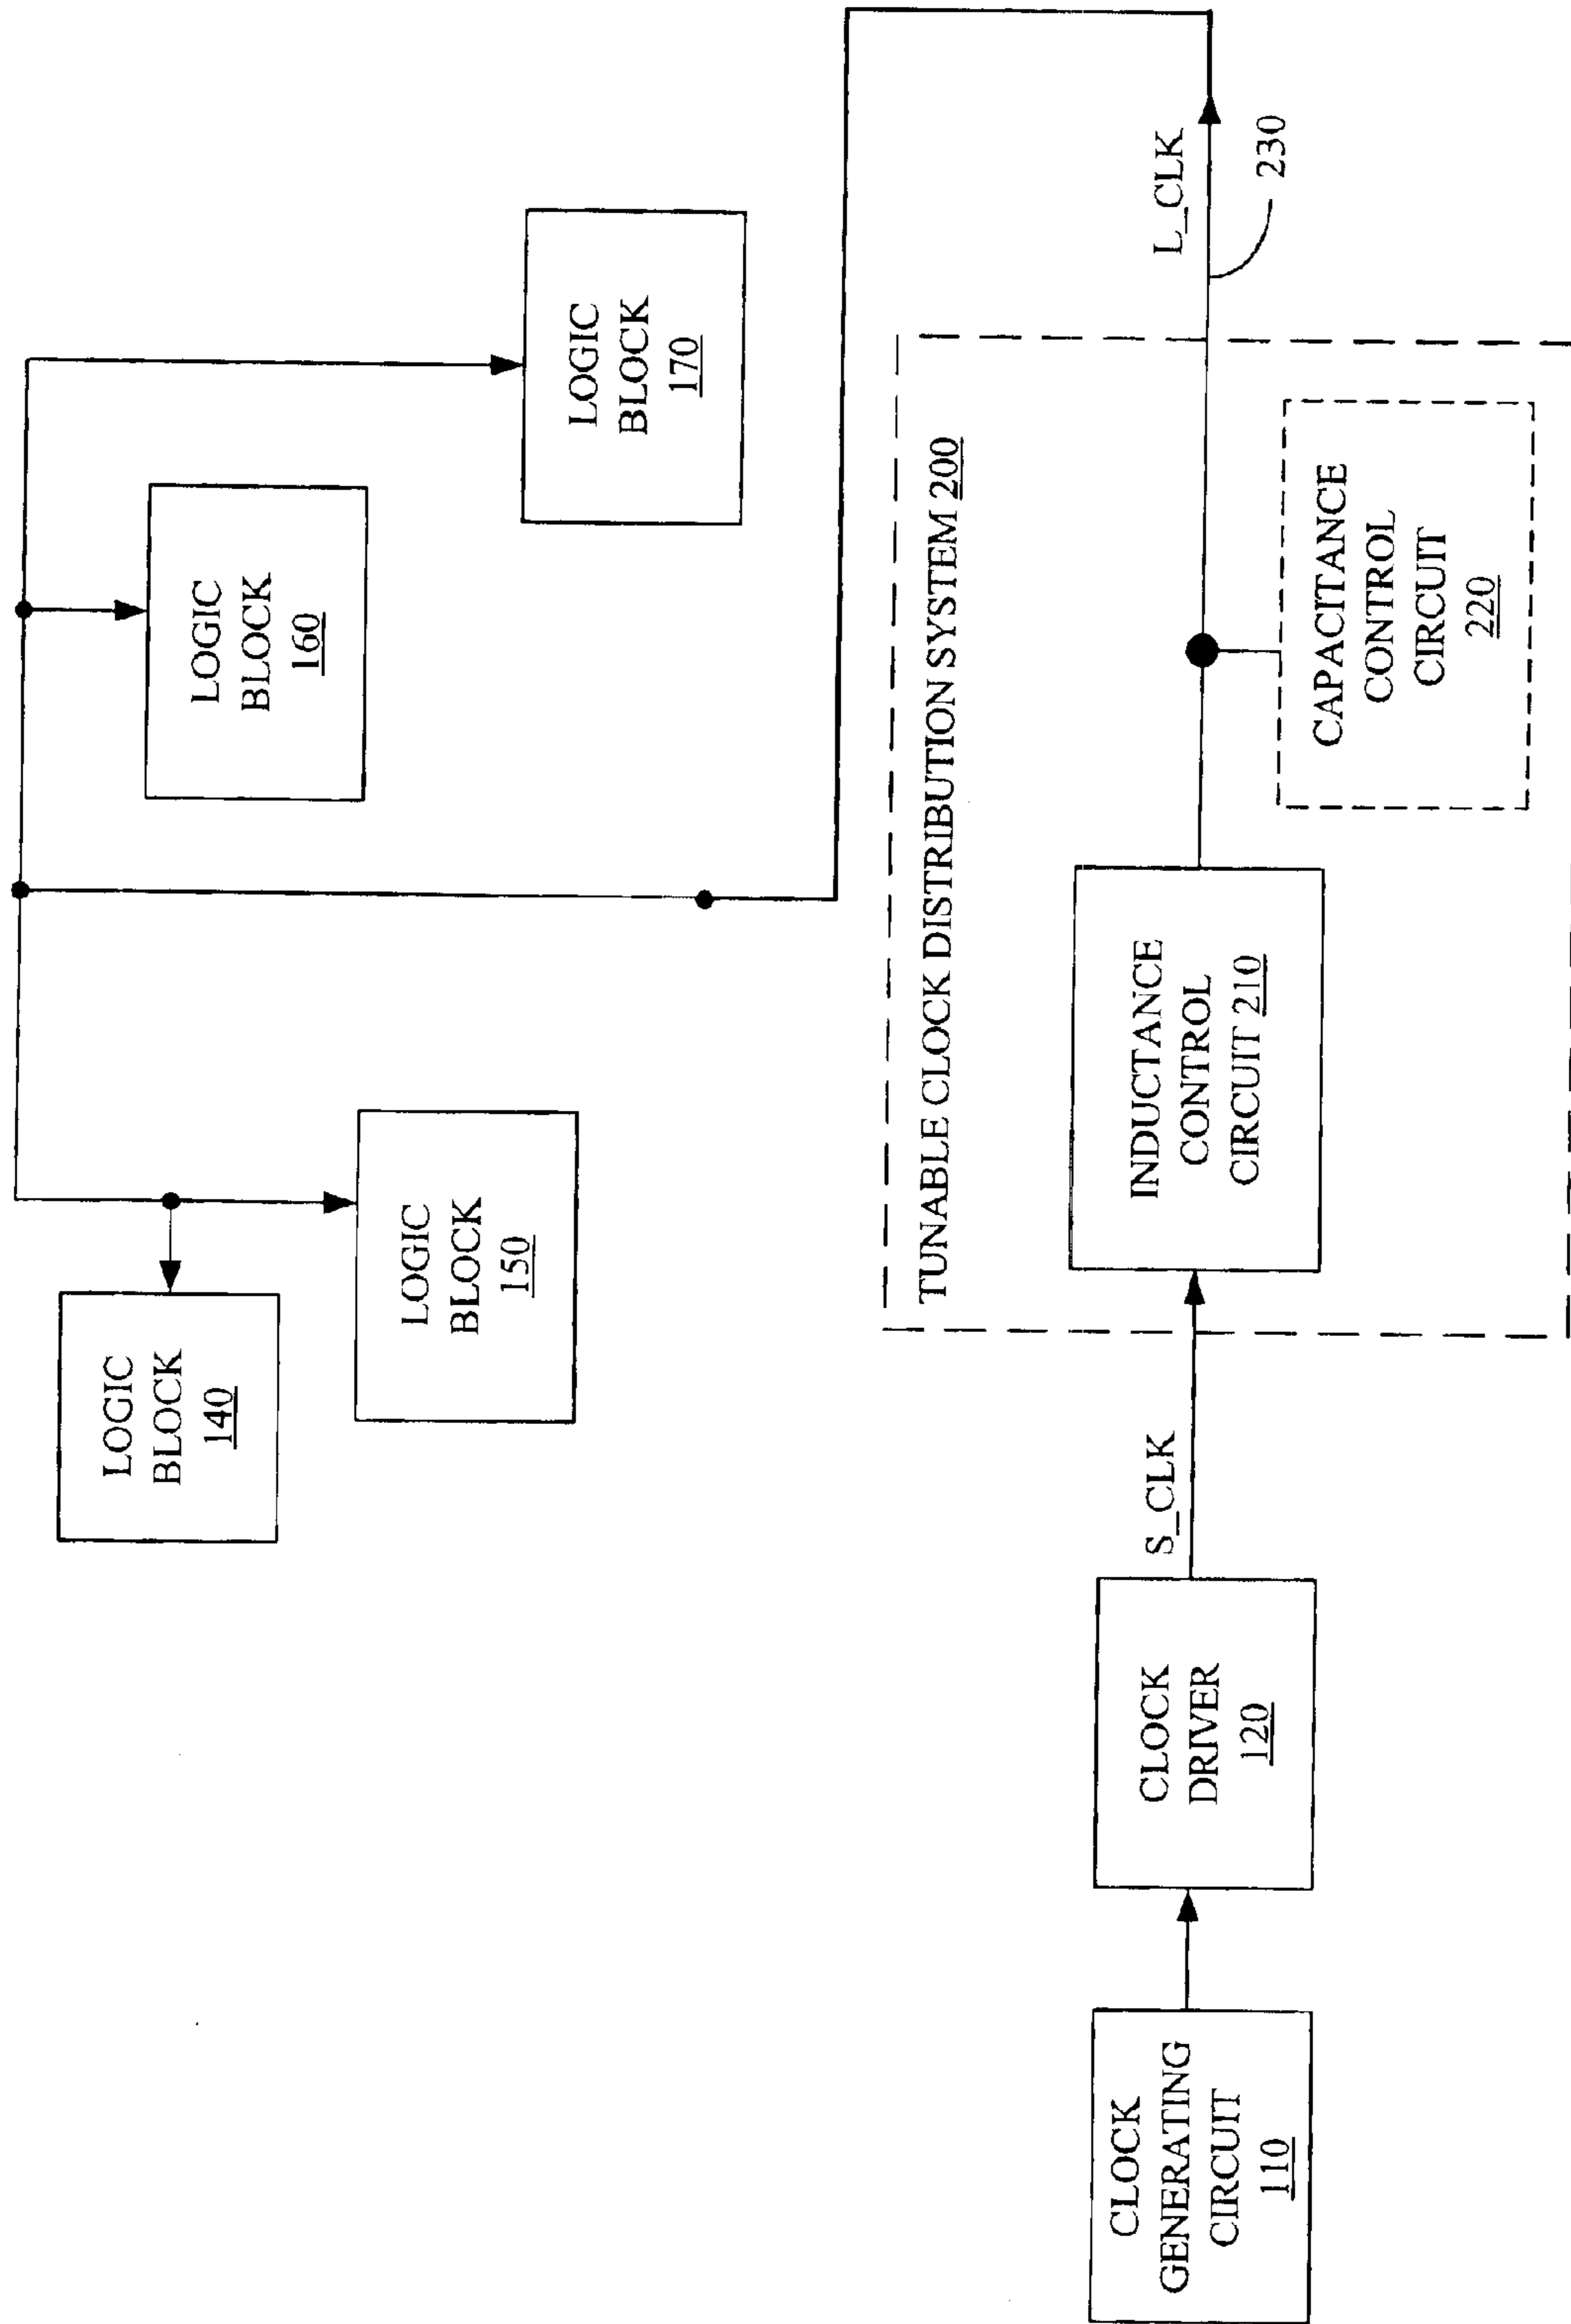 LOGIC
BLOCK
140
LOGIC
BLOCK
150
LOGIC
BLOCK
160
LOGIC
BLOCK
170
CLOCK
GENERATING
CIRCUIT
110
CLOCK
DRIVER
120
S_CLK
TUNABLE CLOCK DISTRIBUTION SYSTEM 200
INDUCTANCE
CONTROL
CIRCUIT 210
CAPACITANCE
CONTROL
CIRCUIT
220
L_CLK
230